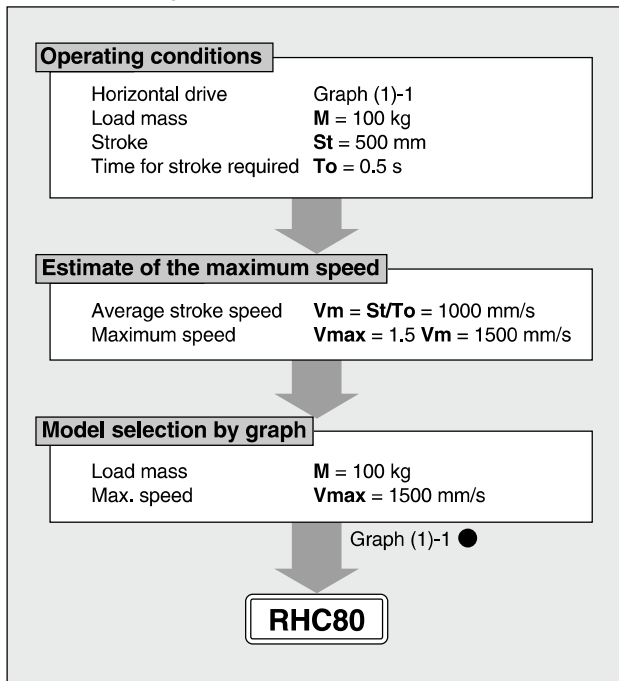 Operating conditions
Horizontal drive Graph (1)-1
Load mass M = 100 kg
Stroke St = 500 mm
Time for stroke required To = 0.5 s
Estimate of the maximum speed
Average stroke speed Vm = St/To = 1000 mm/s
Maximum speed Vmax = 1.5 Vm = 1500 mm/s
Model selection by graph
Load mass M = 100 kg
Max. speed Vmax = 1500 mm/s
Graph (1)-1 ●
RHC80